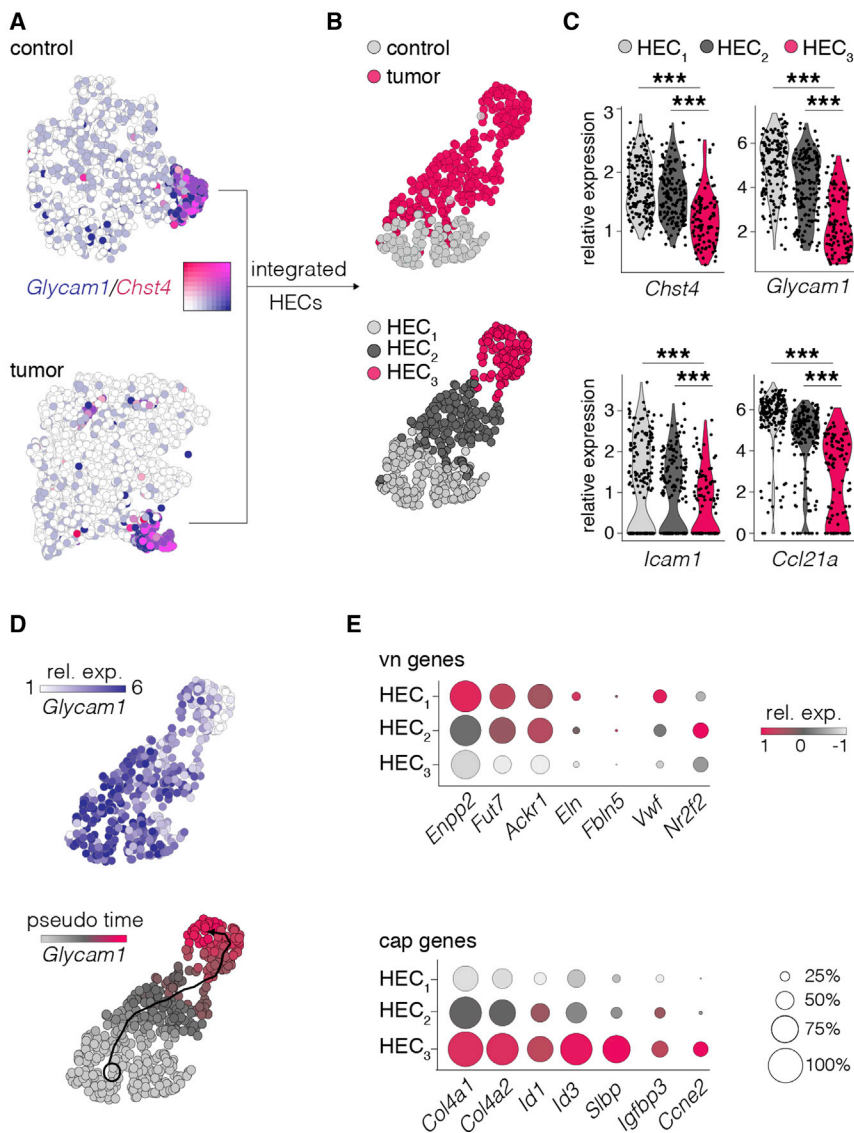 A
control
Glycam1/Chst4
tumor
integrated
HECs
B
control
tumor
HEC₁
HEC₂
HEC₃
C
HEC₁ HEC₂ HEC₃
*** ***
*** ***
relative expression
3
2
1
6
4
2
Chst4 Glycam1
*** ***
*** ***
relative expression
4
3
2
1
0
6
4
2
0
Icam1 Ccl21a
D
rel. exp.
1 6
Glycam1
pseudo time
Glycam1
E
vn genes
HEC₁
HEC₂
HEC₃
Enpp2 Fut7 Ackr1 Eln Fbln5 Vwf Nr2f2
rel. exp.
1 0 -1
cap genes
HEC₁
HEC₂
HEC₃
Col4a1 Col4a2 Id1 Id3 Slbp Igfbp3 Ccne2
25%
50%
75%
100%